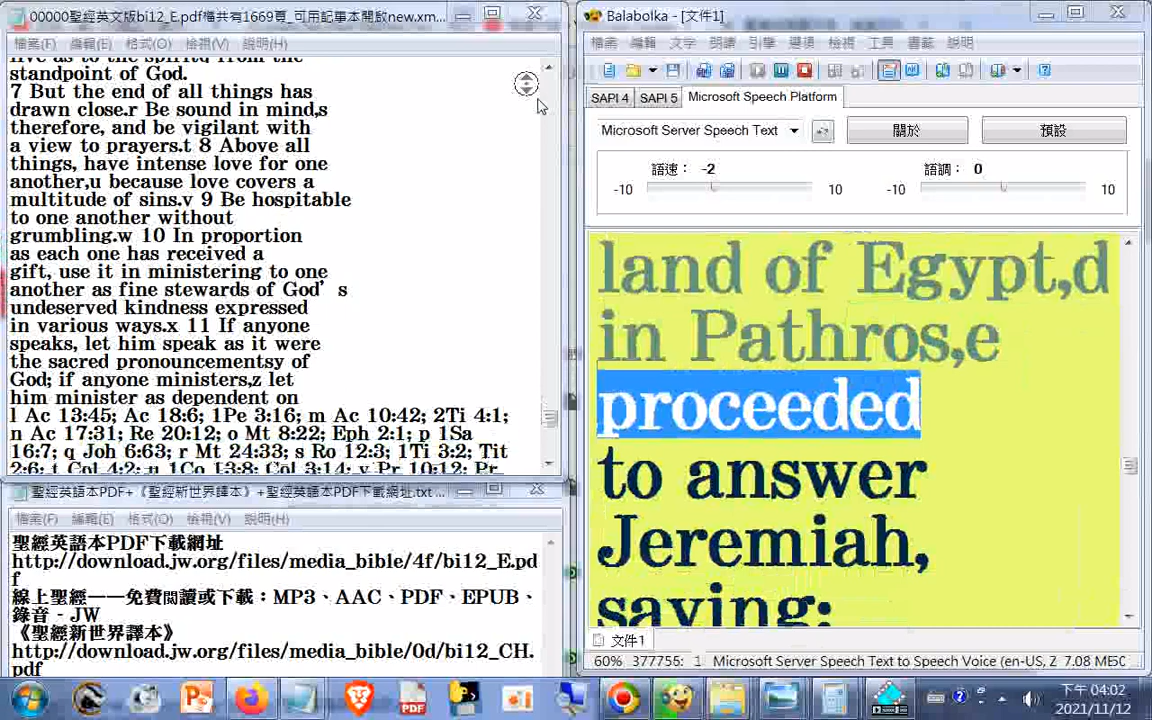 00000聖經英文版bi12_E.pdf檔共有1669頁_可用記事本開啟new.xm...
檔案(F) 編輯(E) 格式(O) 檢視(V) 說明(H)
standpoint of God.
7 But the end of all things has
drawn close.r Be sound in mind,s
therefore, and be vigilant with
a view to prayers.t 8 Above all
things, have intense love for one
another,u because love covers a
multitude of sins.v 9 Be hospitable
to one another without
grumbling.w 10 In proportion
as each one has received a
gift, use it in ministering to one
another as fine stewards of God' s
undeserved kindness expressed
in various ways.x 11 If anyone
speaks, let him speak as it were
the sacred pronouncementsy of
God; if anyone ministers,z let
him minister as dependent on
l Ac 13:45; Ac 18:6; 1Pe 3:16; m Ac 10:42; 2Ti 4:1;
n Ac 17:31; Re 20:12; o Mt 8:22; Eph 2:1; p 1Sa
16:7; q Joh 6:63; r Mt 24:33; s Ro 12:3; 1Ti 3:2; Tit
2:6; t Col 4:2; u 1Co 13:8; Col 3:14; v Pr 10:12; Pr
聖經英語本PDF+《聖經新世界譯本》+聖經英語本PDF下載網址.txt ...
檔案(F) 編輯(E) 格式(O) 檢視(V) 說明(H)
聖經英語本PDF下載網址
http://download.jw.org/files/media_bible/4f/bi12_E.pd
f
線上聖經——免費閱讀或下載：MP3、AAC、PDF、EPUB、
錄音 - JW
《聖經新世界譯本》
http://download.jw.org/files/media_bible/0d/bi12_CH.
pdf
Balabolka - [文件1]
檔案 編輯 文字 朗讀 引擎 選項 檢視 工具 書籤 說明
SAPI 4 SAPI 5 Microsoft Speech Platform
Microsoft Server Speech Text 關於 預設
語速： -2 語調： 0
-10 10 -10 10
land of Egypt,d
in Pathros,e
proceeded
to answer
Jeremiah,
saying:
文件1
60% 377755: 1 Microsoft Server Speech Text to Speech Voice (en-US, Z 7.08 ME
下午 04:02
2021/11/12